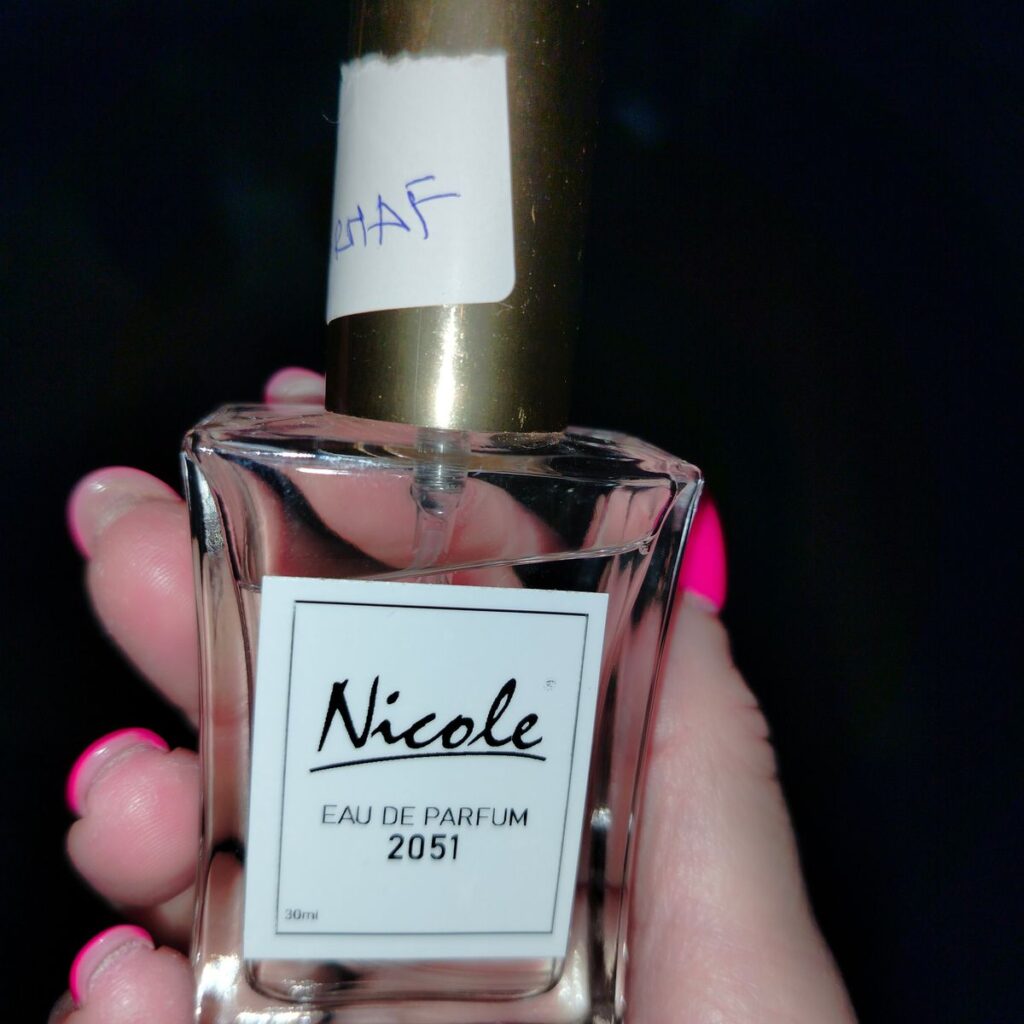 Nicole®
EAU DE PARFUM
2051
30ml